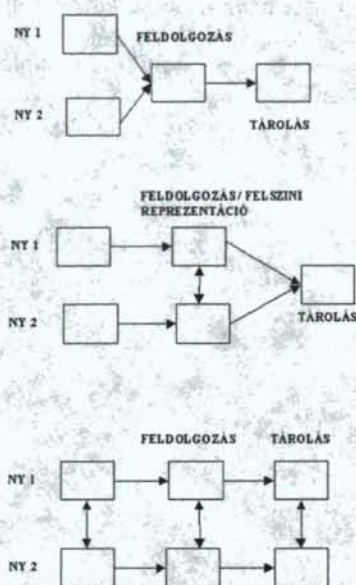 NY 1
FELDOLGOZÁS
NY 2
TÁROLÁS
FELDOLGOZÁS/ FELSZINI
REPREZENTÁCIÓ
NY 1
NY 2
TÁROLÁS
FELDOLGOZÁS TÁROLÁS
NY 1
NY 2